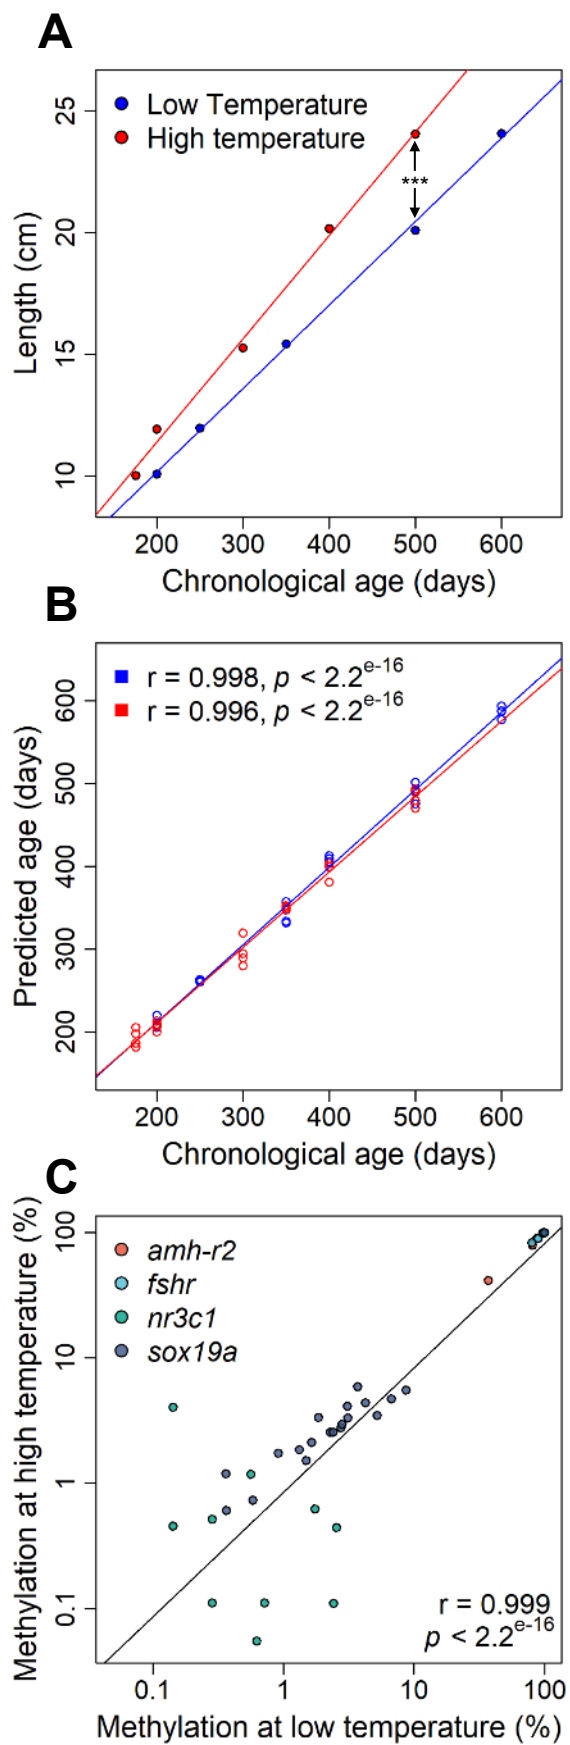 A
Low Temperature
High temperature
***
25
20
15
10
Length (cm)
200 300 400 500 600
Chronological age (days)
B
r = 0.998, p < 2.2e-16
r = 0.996, p < 2.2e-16
600
500
400
300
200
Predicted age (days)
200 300 400 500 600
Chronological age (days)
C
amh-r2
fshr
nr3c1
sox19a
100
10
1
0.1
Methylation at high temperature (%)
r = 0.999
p < 2.2e-16
0.1 1 10 100
Methylation at low temperature (%)